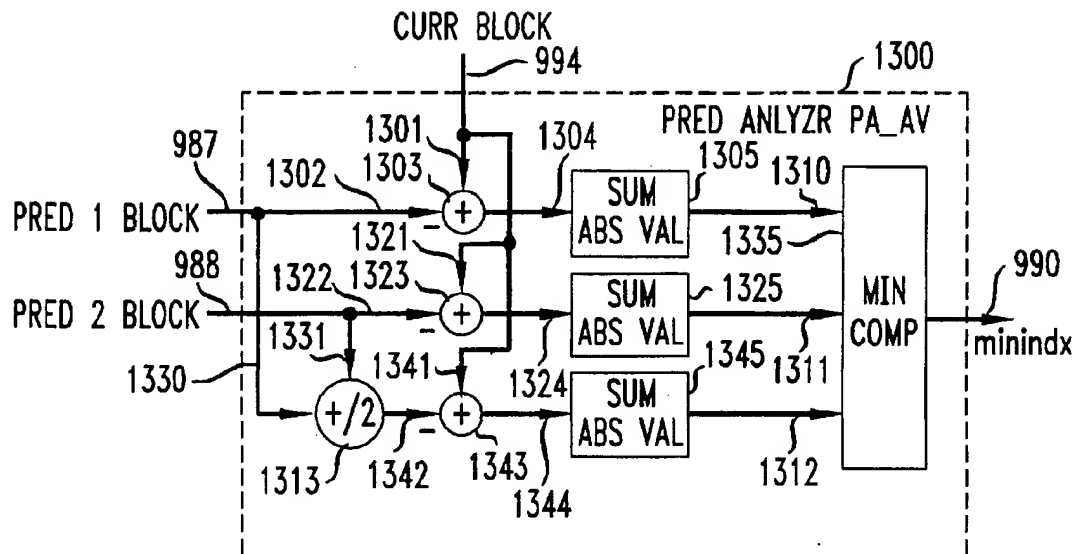 CURR BLOCK
994
1300
PRED ANLYZR PA_AV
987
1302
1301
1303
1304
1305
1310
PRED 1 BLOCK
-
+
SUM
ABS VAL
1335
1321
988
1322
1323
1325
990
PRED 2 BLOCK
-
+
SUM
ABS VAL
MIN
COMP
minindx
1331
1341
1324
1345
1311
1330
+/2
-
+
SUM
ABS VAL
1313
1342
1343
1344
1312